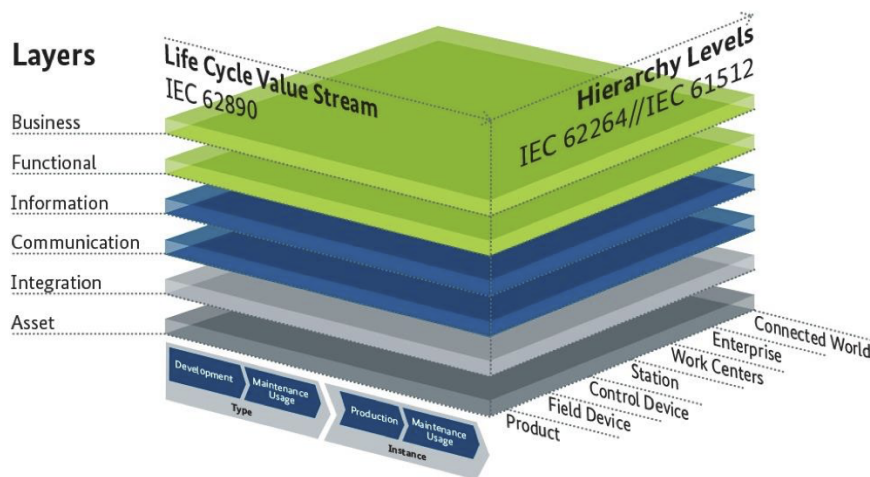 Layers
Life Cycle Value Stream
IEC 62890
Hierarchy Levels
IEC 62264//IEC 61512
Business
Functional
Information
Communication
Integration
Asset
Development
Maintenance
Usage
Type
Production
Maintenance
Usage
Instance
Connected World
Enterprise
Work Centers
Station
Control Device
Field Device
Product